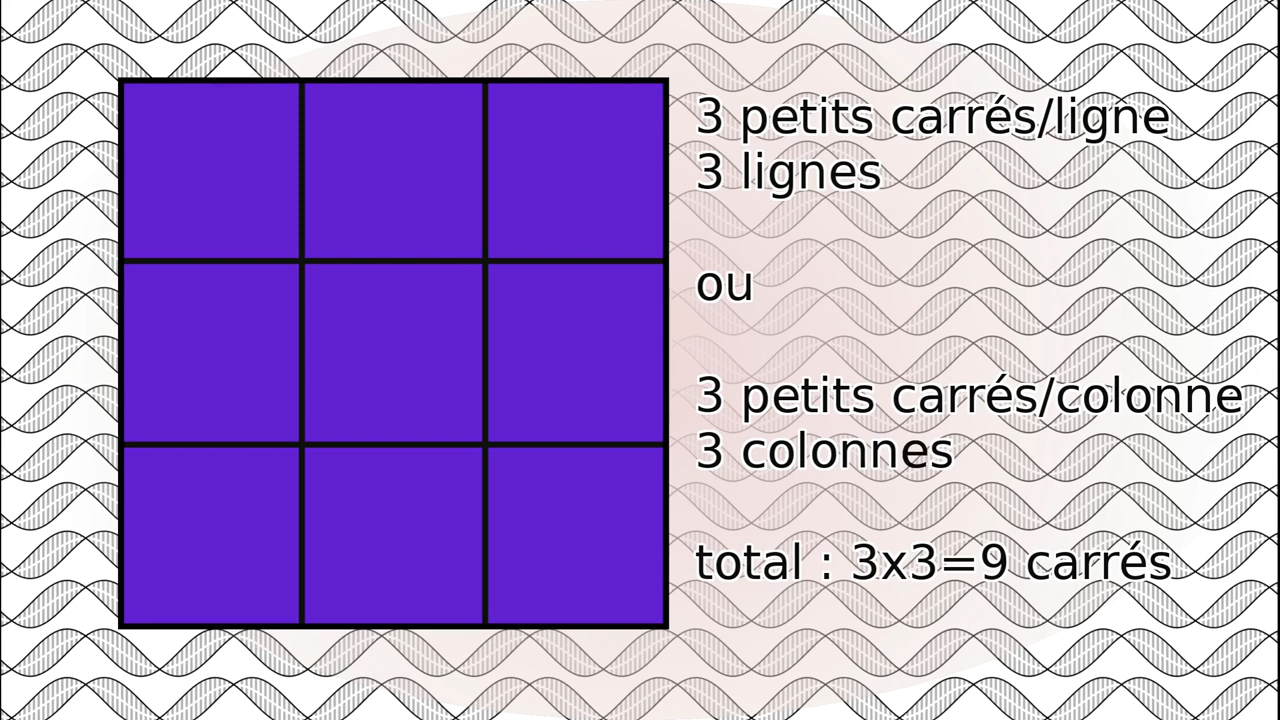 3 petits carrés/ligne
3 lignes
ou
3 petits carrés/colonne
3 colonnes
total : 3x3=9 carrés